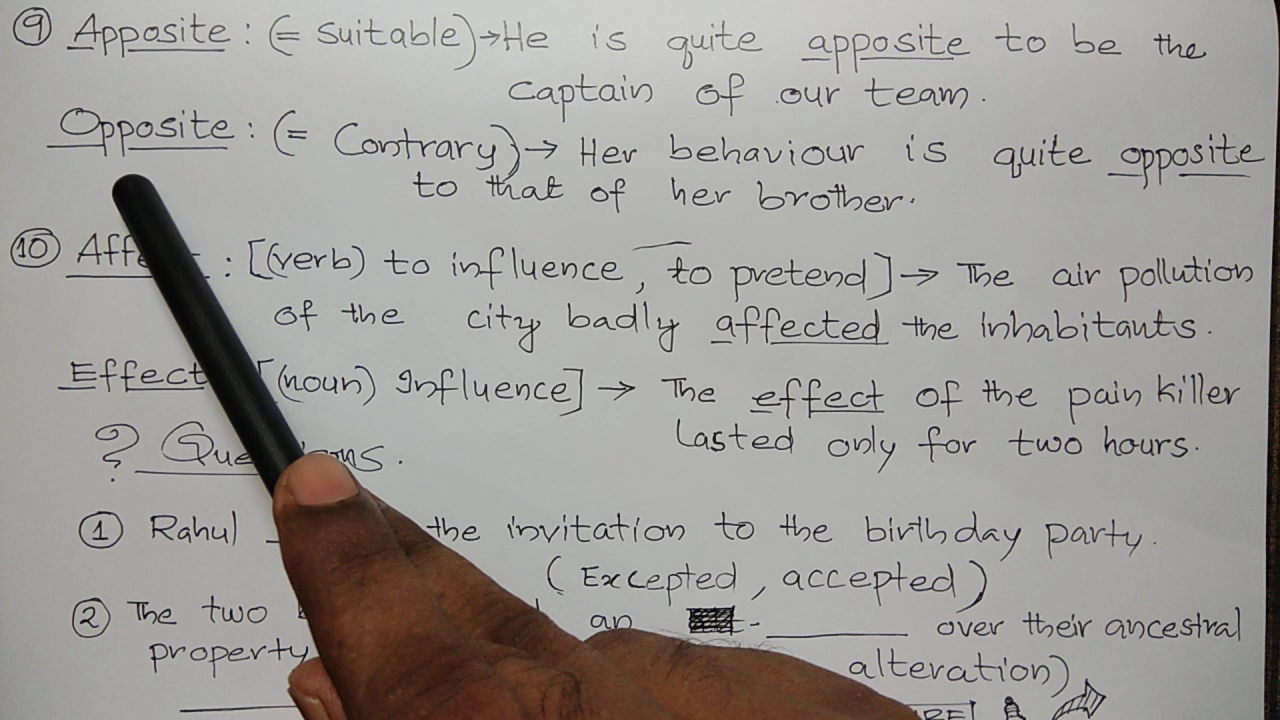 9 Apposite : (= Suitable) → He is quite apposite to be the
captain of our team.
Opposite : (= Contrary) → Her behaviour is quite opposite
to that of her brother.
10 : [(verb) to influence, to pretend] → The air pollution
of the city badly affected the inhabitants.
Effect [(noun) Influence] → The effect of the pain killer
lasted only for two hours.
? Questions.
1 Rahul the invitation to the birthday party.
(Excepted, accepted)
2 The two an - ________ over their ancestral
property alteration)